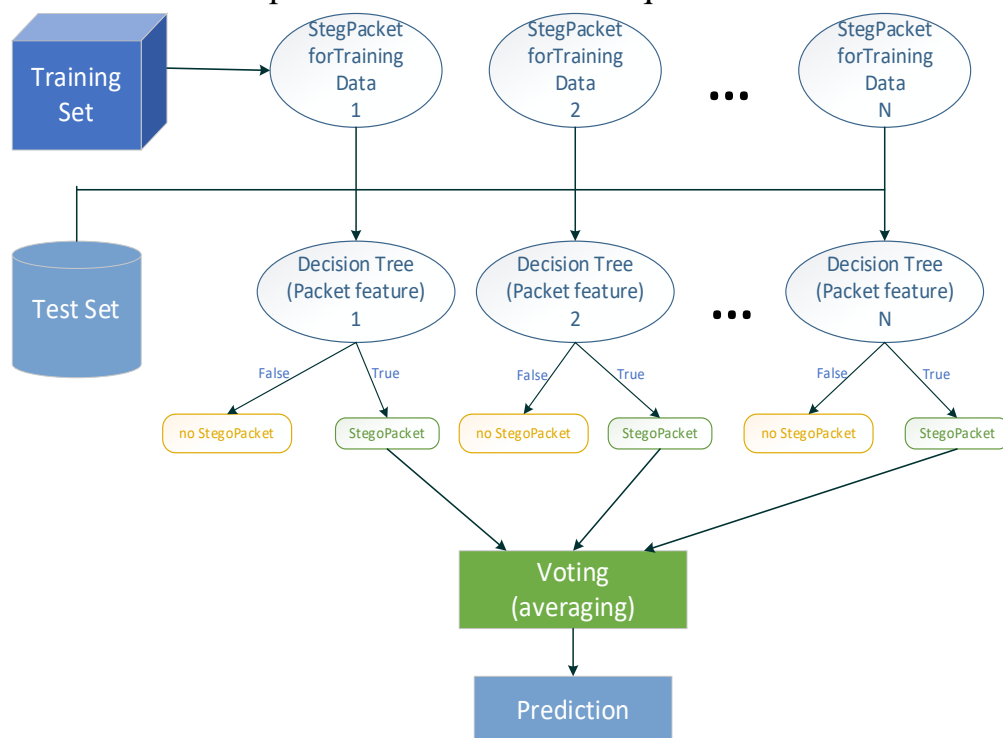 StegPacket
forTraining
Data
1
StegPacket
forTraining
Data
2
...
StegPacket
forTraining
Data
N
Training
Set
Test Set
Decision Tree
(Packet feature)
1
Decision Tree
(Packet feature)
2
...
Decision Tree
(Packet feature)
N
False
True
False
True
False
True
no StegoPacket
StegoPacket
no StegoPacket
StegoPacket
no StegoPacket
StegoPacket
Voting
(averaging)
Prediction